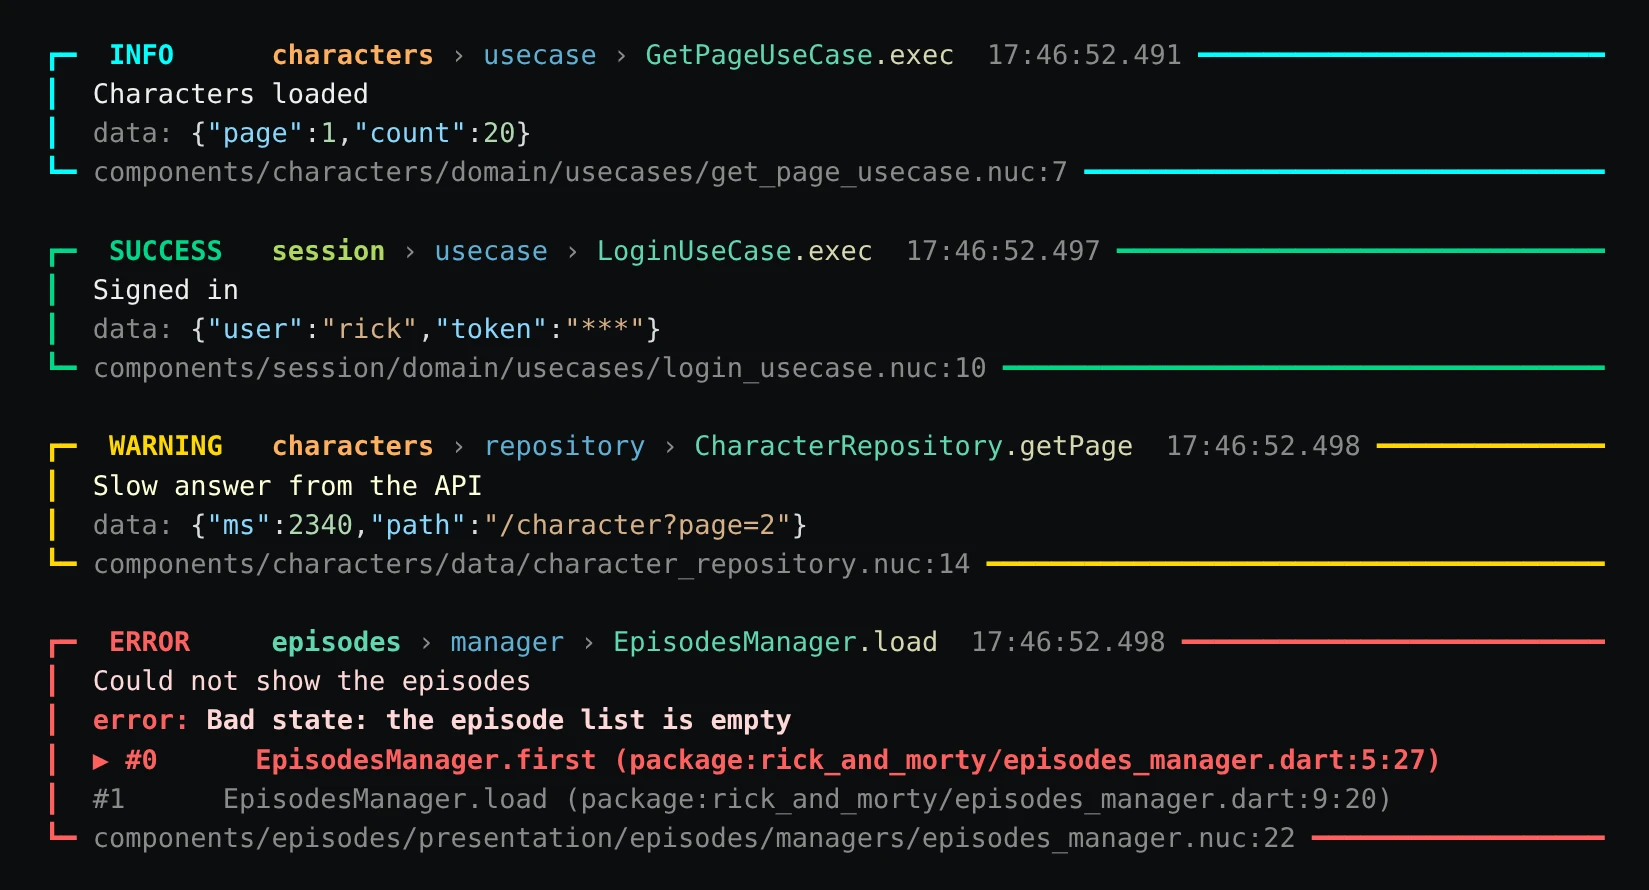 INFO characters › usecase › GetPageUseCase.exec 17:46:52.491
Characters loaded
data: {"page":1,"count":20}
components/characters/domain/usecases/get_page_usecase.nuc:7
SUCCESS session › usecase › LoginUseCase.exec 17:46:52.497
Signed in
data: {"user":"rick","token":"***"}
components/session/domain/usecases/login_usecase.nuc:10
WARNING characters › repository › CharacterRepository.getPage 17:46:52.498
Slow answer from the API
data: {"ms":2340,"path":"/character?page=2"}
components/characters/data/character_repository.nuc:14
ERROR episodes › manager › EpisodesManager.load 17:46:52.498
Could not show the episodes
error: Bad state: the episode list is empty
▶ #0 EpisodesManager.first (package:rick_and_morty/episodes_manager.dart:5:27)
#1 EpisodesManager.load (package:rick_and_morty/episodes_manager.dart:9:20)
components/episodes/presentation/episodes/managers/episodes_manager.nuc:22